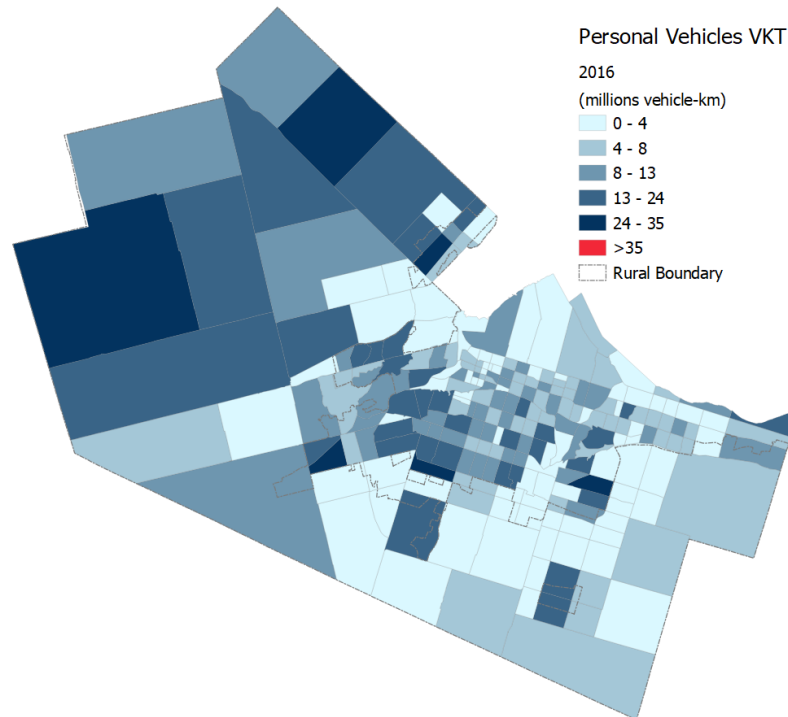 Personal Vehicles VKT
2016
(millions vehicle-km)
0 - 4
4 - 8
8 - 13
13 - 24
24 - 35
>35
Rural Boundary